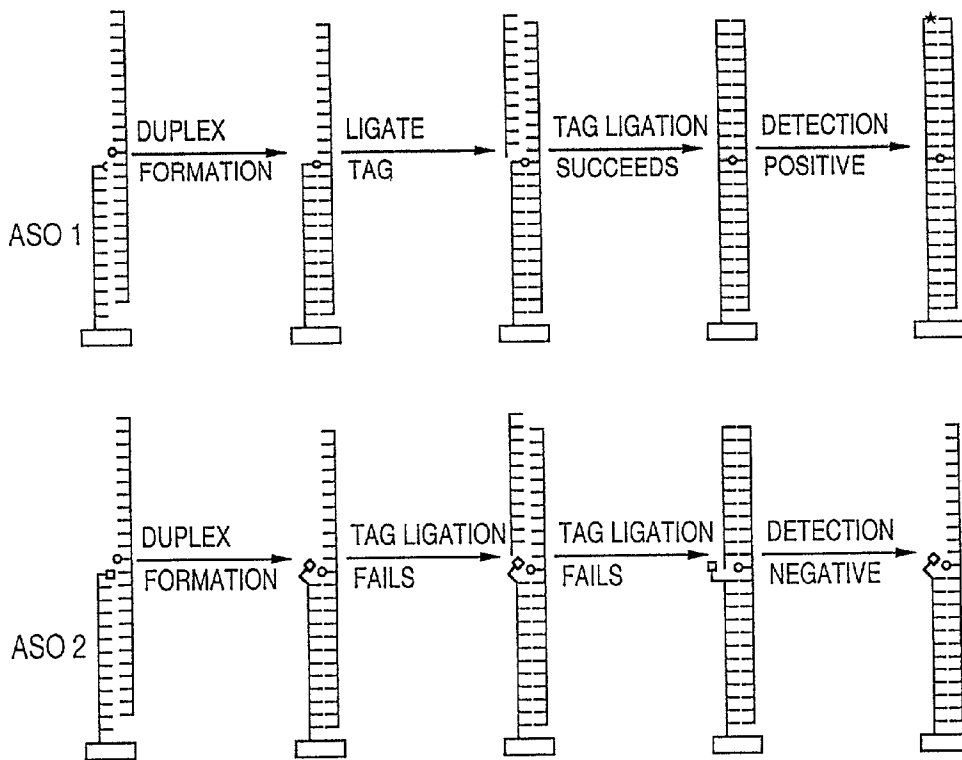 DUPLEX
FORMATION
LIGATE
TAG
TAG LIGATION
SUCCEEDS
DETECTION
POSITIVE
ASO 1
DUPLEX
FORMATION
TAG LIGATION
FAILS
TAG LIGATION
FAILS
DETECTION
NEGATIVE
ASO 2